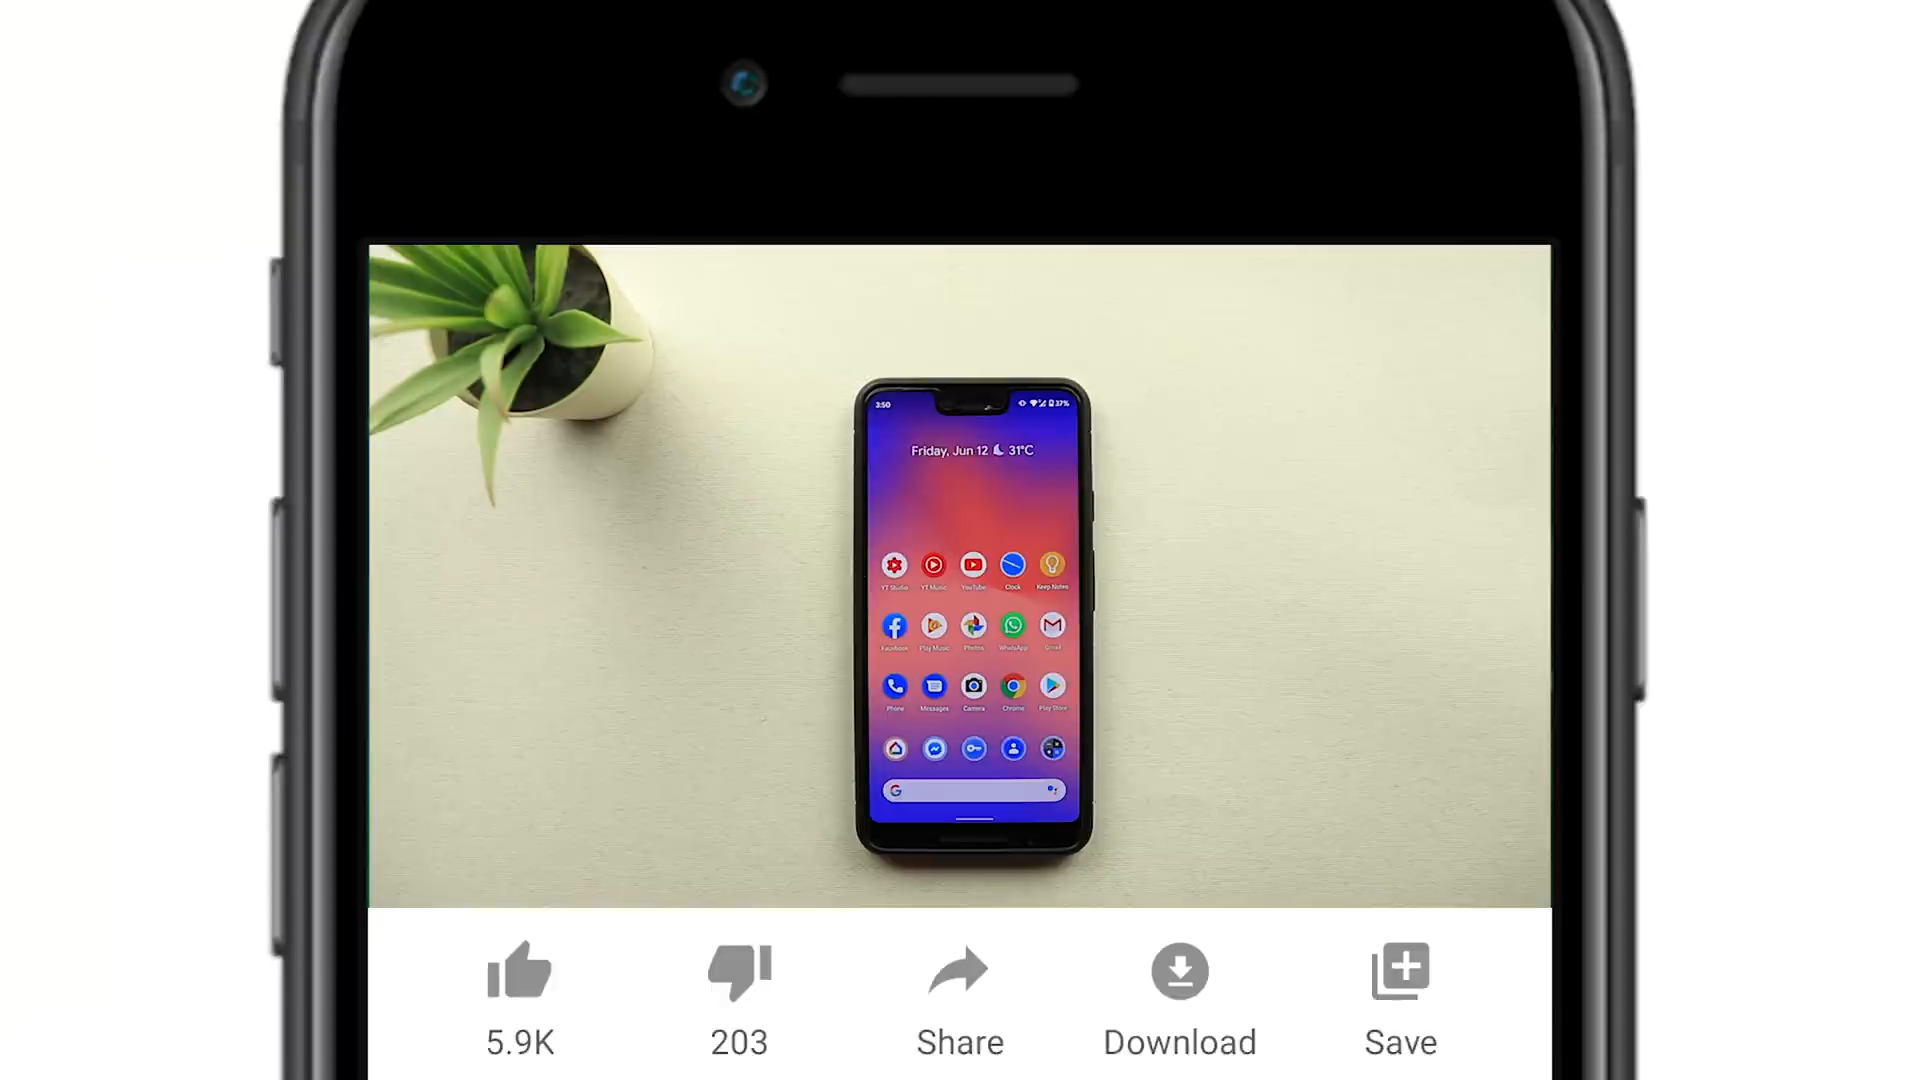 3:50 37%
Friday, Jun 12 31°C
YT Studio YT Music YouTube Clock Keep Notes
Facebook Play Music Photos WhatsApp Gmail
Phone Messages Camera Chrome Play Store
5.9K 203 Share Download Save